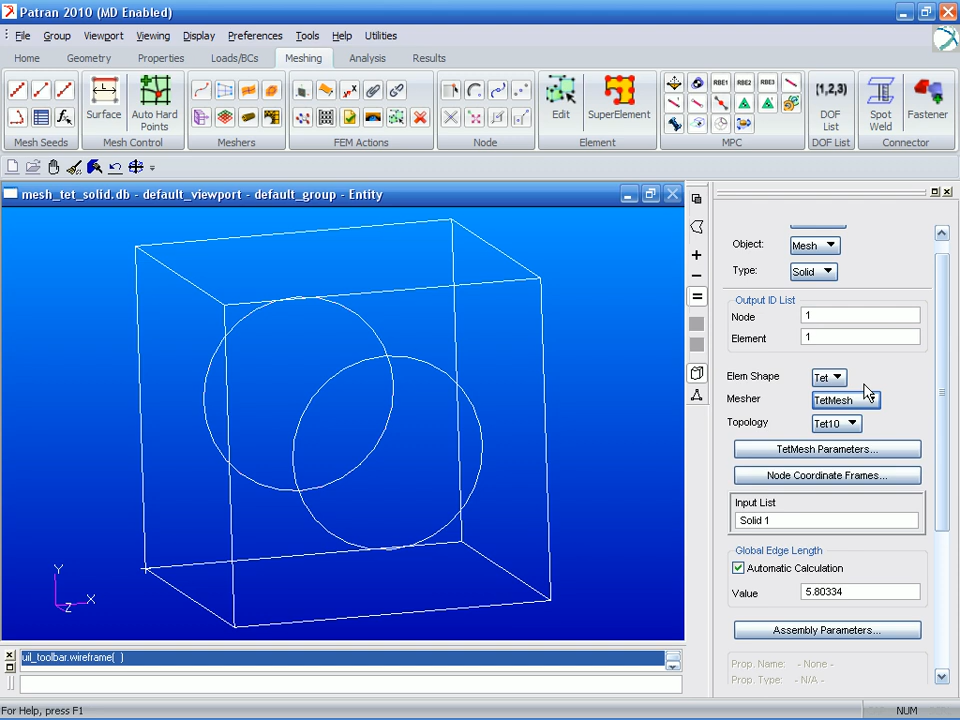 Patran 2010 (MD Enabled)
File Group Viewport Viewing Display Preferences Tools Help Utilities
Home Geometry Properties Loads/BCs Meshing Analysis Results
Surface Auto Hard Points Edit SuperElement RBE1 RBE2 RBE3 (1,2,3) DOF List Spot Weld Fastener
Mesh Seeds Mesh Control Meshers FEM Actions Node Element MPC DOF List Connector
mesh_tet_solid.db - default_viewport - default_group - Entity
Object: Mesh
Type: Solid
Output ID List
Node 1
Element 1
Elem Shape Tet
Mesher TetMesh
Topology Tet10
TetMesh Parameters...
Node Coordinate Frames...
Input List
Solid 1
Global Edge Length
Automatic Calculation
Value 5.80334
Assembly Parameters...
Prop. Name: - None -
Prop. Type: - N/A -
Y
X
Z
uil_toolbar.wireframe( )
For Help, press F1 NUM